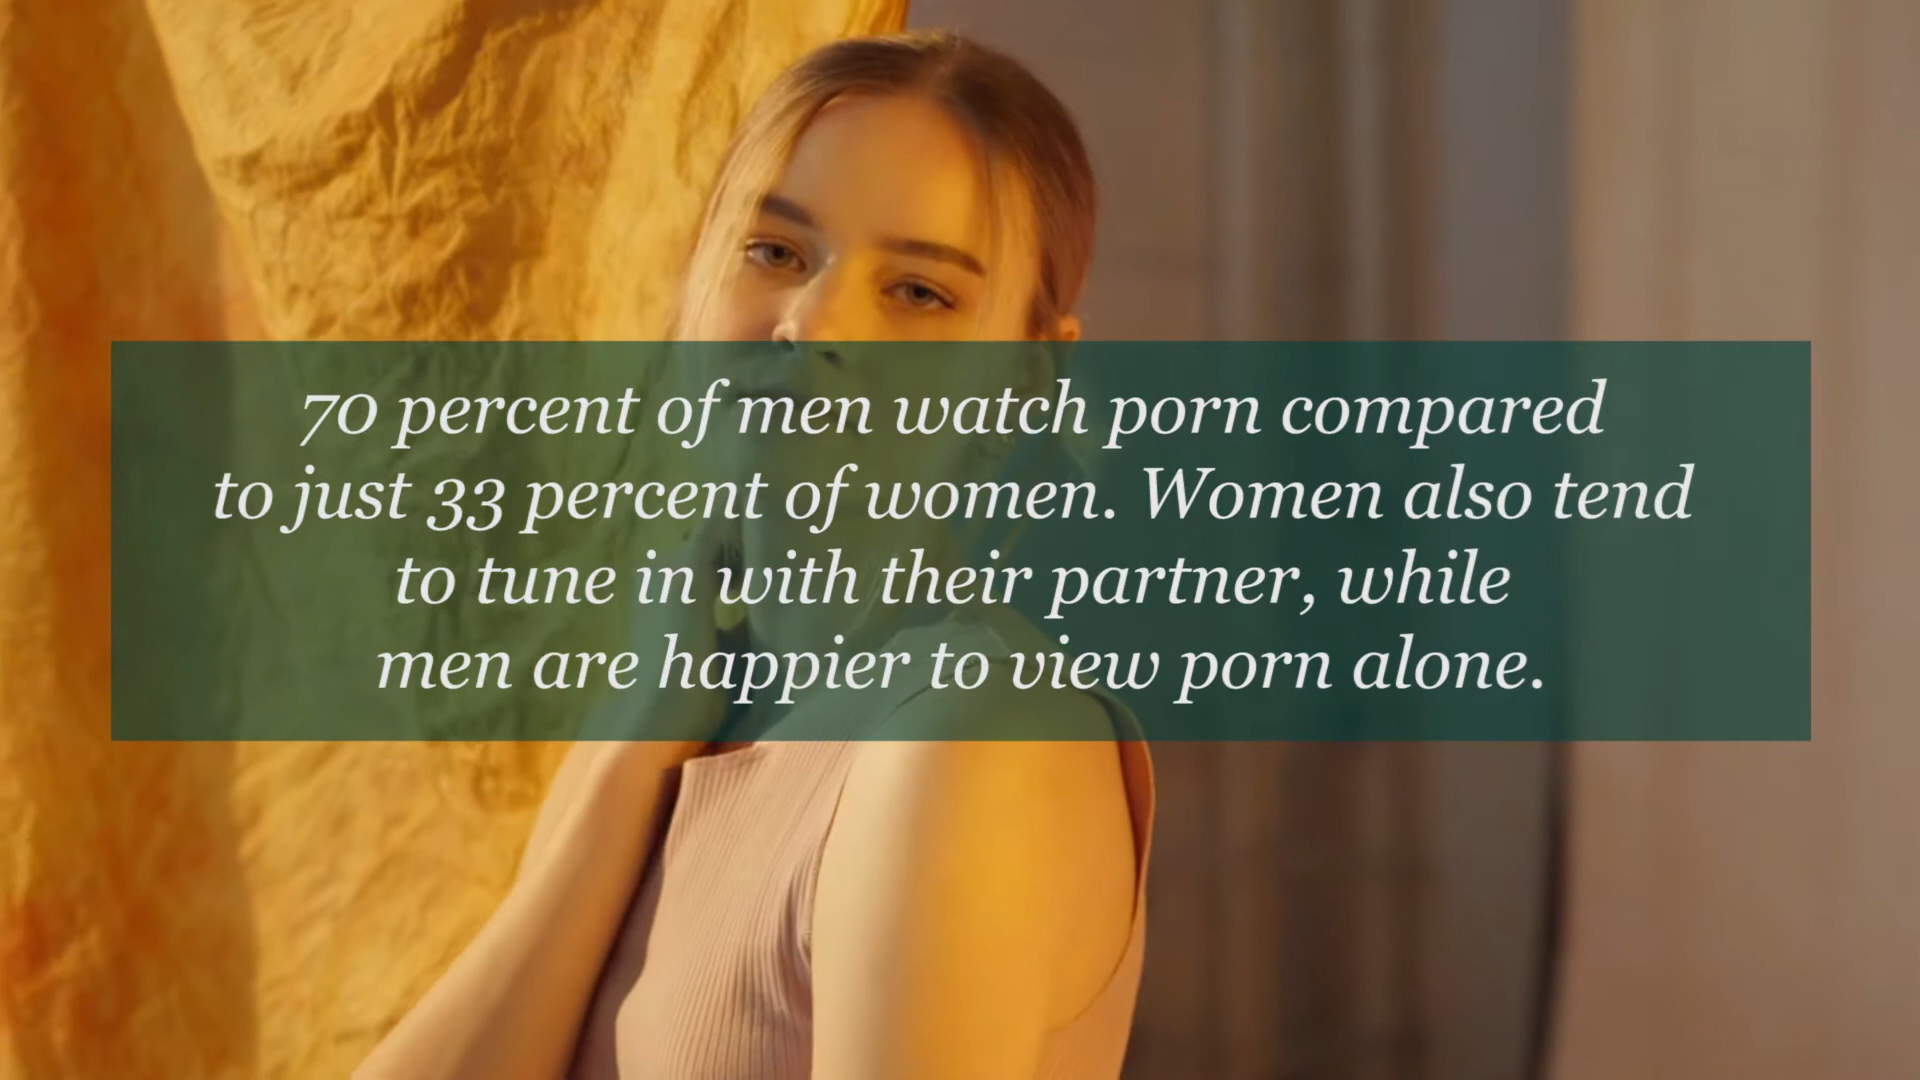 70 percent of men watch porn compared
to just 33 percent of women. Women also tend
to tune in with their partner, while
men are happier to view porn alone.